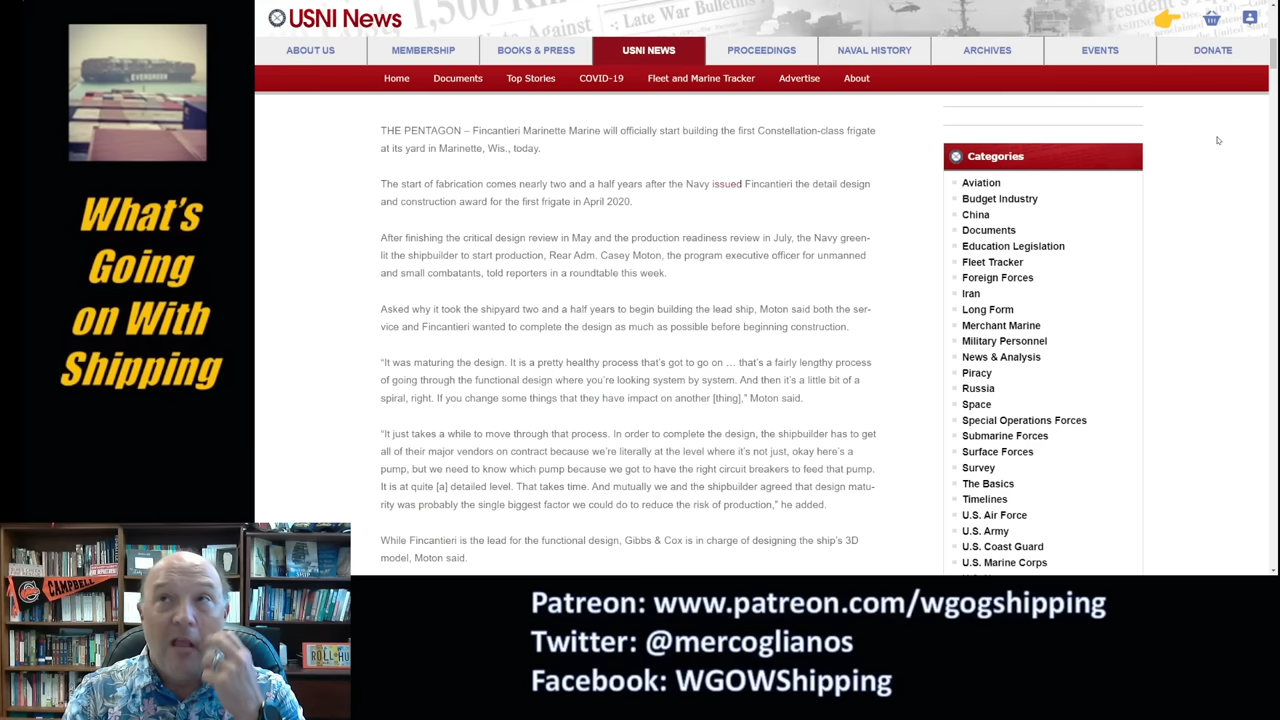 1,500 Km
Against
Late War Bulletins
President's
USNI News
ABOUT US
MEMBERSHIP
BOOKS & PRESS
USNI NEWS
PROCEEDINGS
NAVAL HISTORY
ARCHIVES
EVENTS
DONATE
Home
Documents
Top Stories
COVID-19
Fleet and Marine Tracker
Advertise
About
EVERGREEN
What's
Going
on With
Shipping
THE PENTAGON – Fincantieri Marinette Marine will officially start building the first Constellation-class frigate
at its yard in Marinette, Wis., today.
The start of fabrication comes nearly two and a half years after the Navy issued Fincantieri the detail design
and construction award for the first frigate in April 2020.
After finishing the critical design review in May and the production readiness review in July, the Navy green-
lit the shipbuilder to start production, Rear Adm. Casey Moton, the program executive officer for unmanned
and small combatants, told reporters in a roundtable this week.
Asked why it took the shipyard two and a half years to begin building the lead ship, Moton said both the ser-
vice and Fincantieri wanted to complete the design as much as possible before beginning construction.
“It was maturing the design. It is a pretty healthy process that’s got to go on … that’s a fairly lengthy process
of going through the functional design where you’re looking system by system. And then it’s a little bit of a
spiral, right. If you change some things that they have impact on another [thing],” Moton said.
“It just takes a while to move through that process. In order to complete the design, the shipbuilder has to get
all of their major vendors on contract because we’re literally at the level where it’s not just, okay here’s a
pump, but we need to know which pump because we got to have the right circuit breakers to feed that pump.
It is at quite [a] detailed level. That takes time. And mutually we and the shipbuilder agreed that design matu-
rity was probably the single biggest factor we could do to reduce the risk of production,” he added.
While Fincantieri is the lead for the functional design, Gibbs & Cox is in charge of designing the ship’s 3D
model, Moton said.
Categories
Aviation
Budget Industry
China
Documents
Education Legislation
Fleet Tracker
Foreign Forces
Iran
Long Form
Merchant Marine
Military Personnel
News & Analysis
Piracy
Russia
Space
Special Operations Forces
Submarine Forces
Surface Forces
Survey
The Basics
Timelines
U.S. Air Force
U.S. Army
U.S. Coast Guard
U.S. Marine Corps
CAMPBELL
SHIP
ROLL HU
Patreon: www.patreon.com/wgogshipping
Twitter: @mercoglianos
Facebook: WGOWShipping